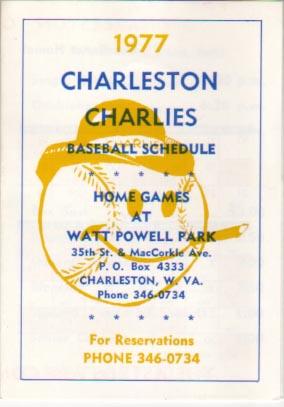 1977
CHARLESTON
CHARLIES
CHARLIE
BASEBALL SCHEDULE
* * * * *
HOME GAMES
AT
WATT POWELL PARK
35th St. & MacCorkle Ave.
P. O. Box 4333
CHARLESTON, W. VA.
Phone 346-0734
* * * * *
For Reservations
PHONE 346-0734